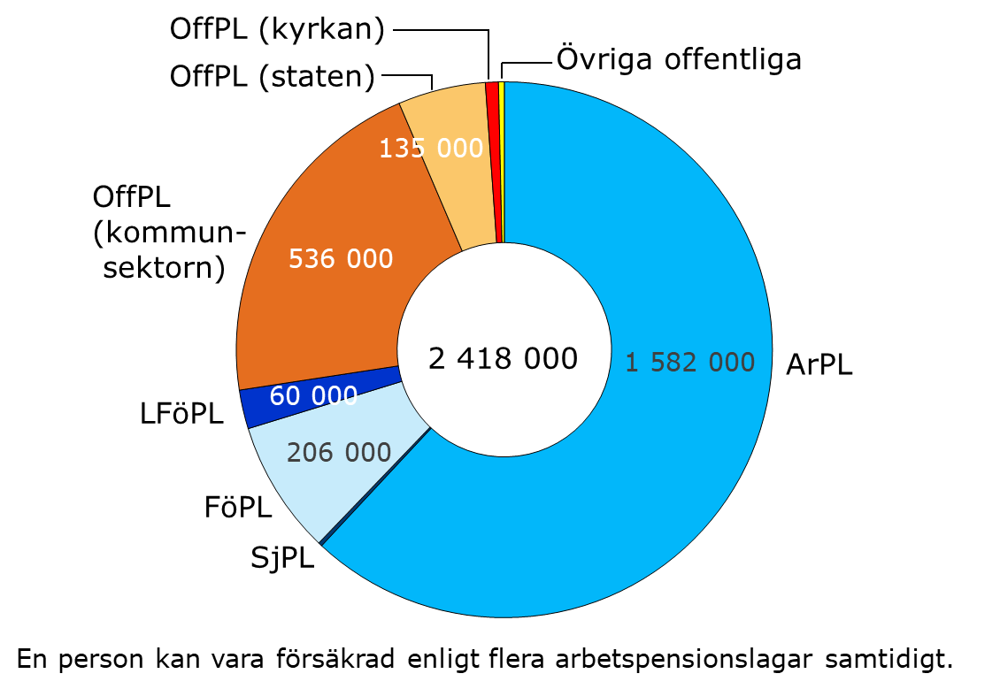 OffPL (kyrkan)
Övriga offentliga
OffPL (staten)
135 000
OffPL
(kommun-
sektorn)
536 000
2 418 000
1 582 000
ArPL
60 000
LFöPL
206 000
FöPL
SjPL
En person kan vara försäkrad enligt flera arbetspensionslagar samtidigt.